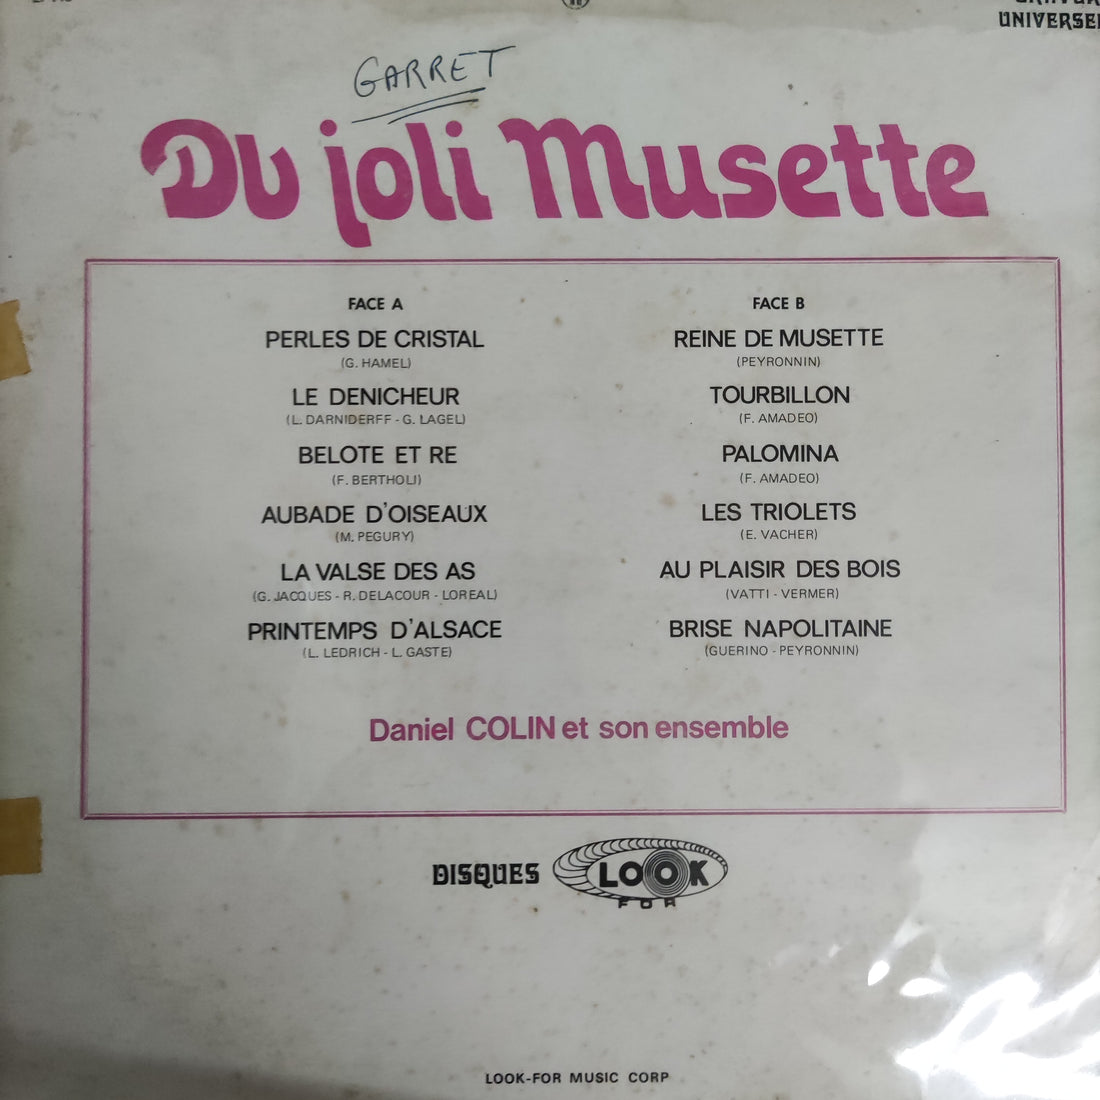 UNIVERSEL
GARRET
Du joli Musette
FACE A
PERLES DE CRISTAL
(G. HAMEL)
LE DENICHEUR
(L. DARNIDERFF - G. LAGEL)
BELOTE ET RE
(F. BERTHOLI)
AUBADE D'OISEAUX
(M. PEGURY)
LA VALSE DES AS
(G. JACQUES - R. DELACOUR - LOREAL)
PRINTEMPS D'ALSACE
(L. LEDRICH - L. GASTE)
FACE B
REINE DE MUSETTE
(PEYRONNIN)
TOURBILLON
(F. AMADEO)
PALOMINA
(F. AMADEO)
LES TRIOLETS
(E. VACHER)
AU PLAISIR DES BOIS
(VATTI - VERMER)
BRISE NAPOLITAINE
(GUERINO - PEYRONNIN)
Daniel COLIN et son ensemble
DISQUES LOOK
FOR
LOOK-FOR MUSIC CORP